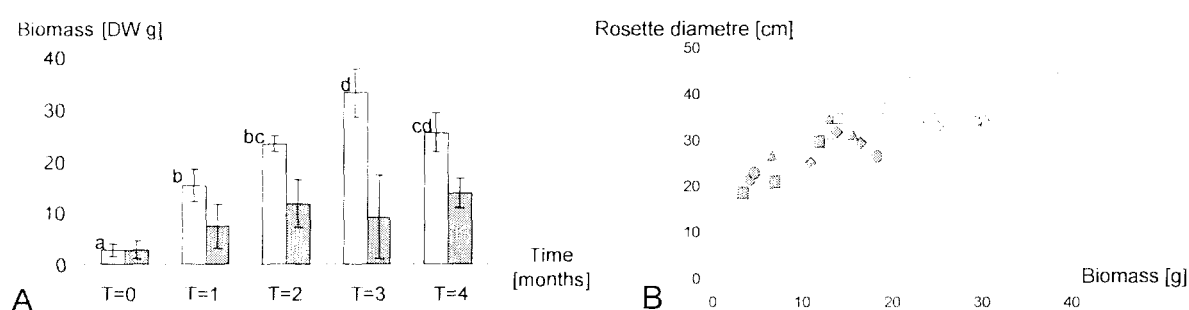 Biomass [DW g]
40
30
20
10
0
a
b
bc
d
cd
T=0
T=1
T=2
T=3
T=4
Time
[months]
A
Rosette diametre [cm]
50
40
30
20
10
0
0
10
20
30
40
Biomass [g]
B